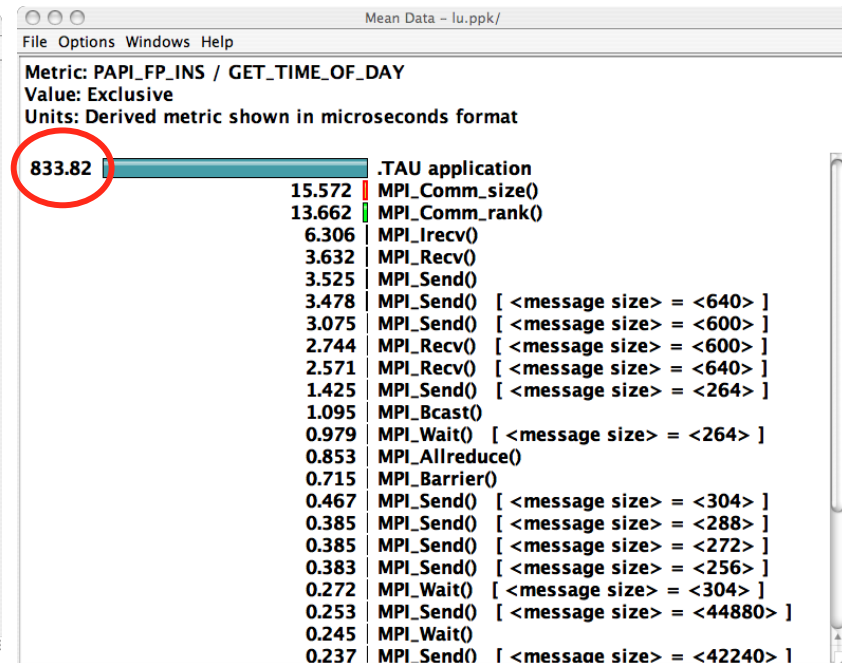 Mean Data – lu.ppk/
File Options Windows Help
Metric: PAPI_FP_INS / GET_TIME_OF_DAY
Value: Exclusive
Units: Derived metric shown in microseconds format
833.82 .TAU application
15.572 MPI_Comm_size()
13.662 MPI_Comm_rank()
6.306 MPI_Irecv()
3.632 MPI_Recv()
3.525 MPI_Send()
3.478 MPI_Send() [ <message size> = <640> ]
3.075 MPI_Send() [ <message size> = <600> ]
2.744 MPI_Recv() [ <message size> = <600> ]
2.571 MPI_Recv() [ <message size> = <640> ]
1.425 MPI_Send() [ <message size> = <264> ]
1.095 MPI_Bcast()
0.979 MPI_Wait() [ <message size> = <264> ]
0.853 MPI_Allreduce()
0.715 MPI_Barrier()
0.467 MPI_Send() [ <message size> = <304> ]
0.385 MPI_Send() [ <message size> = <288> ]
0.385 MPI_Send() [ <message size> = <272> ]
0.383 MPI_Send() [ <message size> = <256> ]
0.272 MPI_Wait() [ <message size> = <304> ]
0.253 MPI_Send() [ <message size> = <44880> ]
0.245 MPI_Wait()
0.237 MPI_Send() [ <message size> = <42240> ]